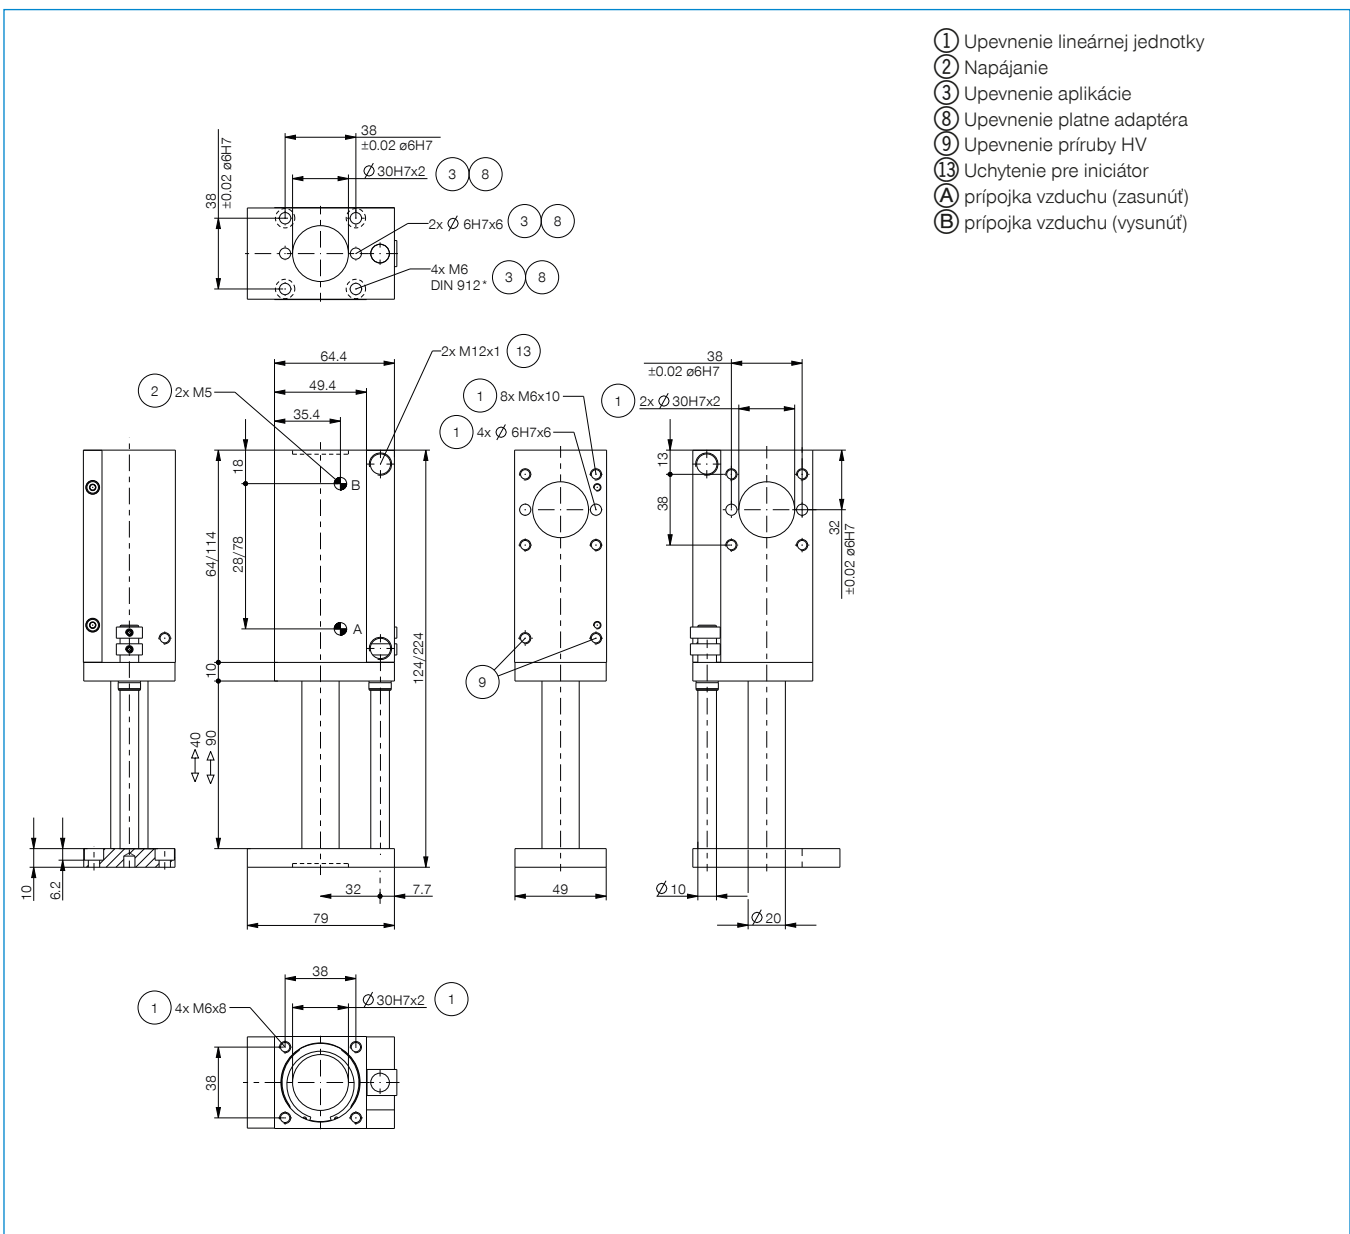 ① Upevnenie lineárnej jednotky
② Napájanie
③ Upevnenie aplikácie
⑧ Upevnenie platne adaptéra
⑨ Upevnenie príruby HV
⑬ Uchytenie pre iniciátor
Ⓐ prípojka vzduchu (zasunúť)
Ⓑ prípojka vzduchu (vysunúť)
38
±0.02 ø6H7
38
±0.02 ø6H7
Ø30H7x2 3 8
2x Ø 6H7x6 3 8
4x M6 3 8
DIN 912*
64.4
49.4
35.4
2x M12x1 13
2 2x M5
18
B
64/114
28/78
A
124/224
10
40
90
10
6.2
32
7.7
79
1 8x M6x10
1 4x Ø 6H7x6
9
49
38
±0.02 ø6H7
1 2x Ø30H7x2
13
38
32
±0.02 ø6H7
Ø10
Ø20
38
1 4x M6x8
Ø30H7x2 1
38